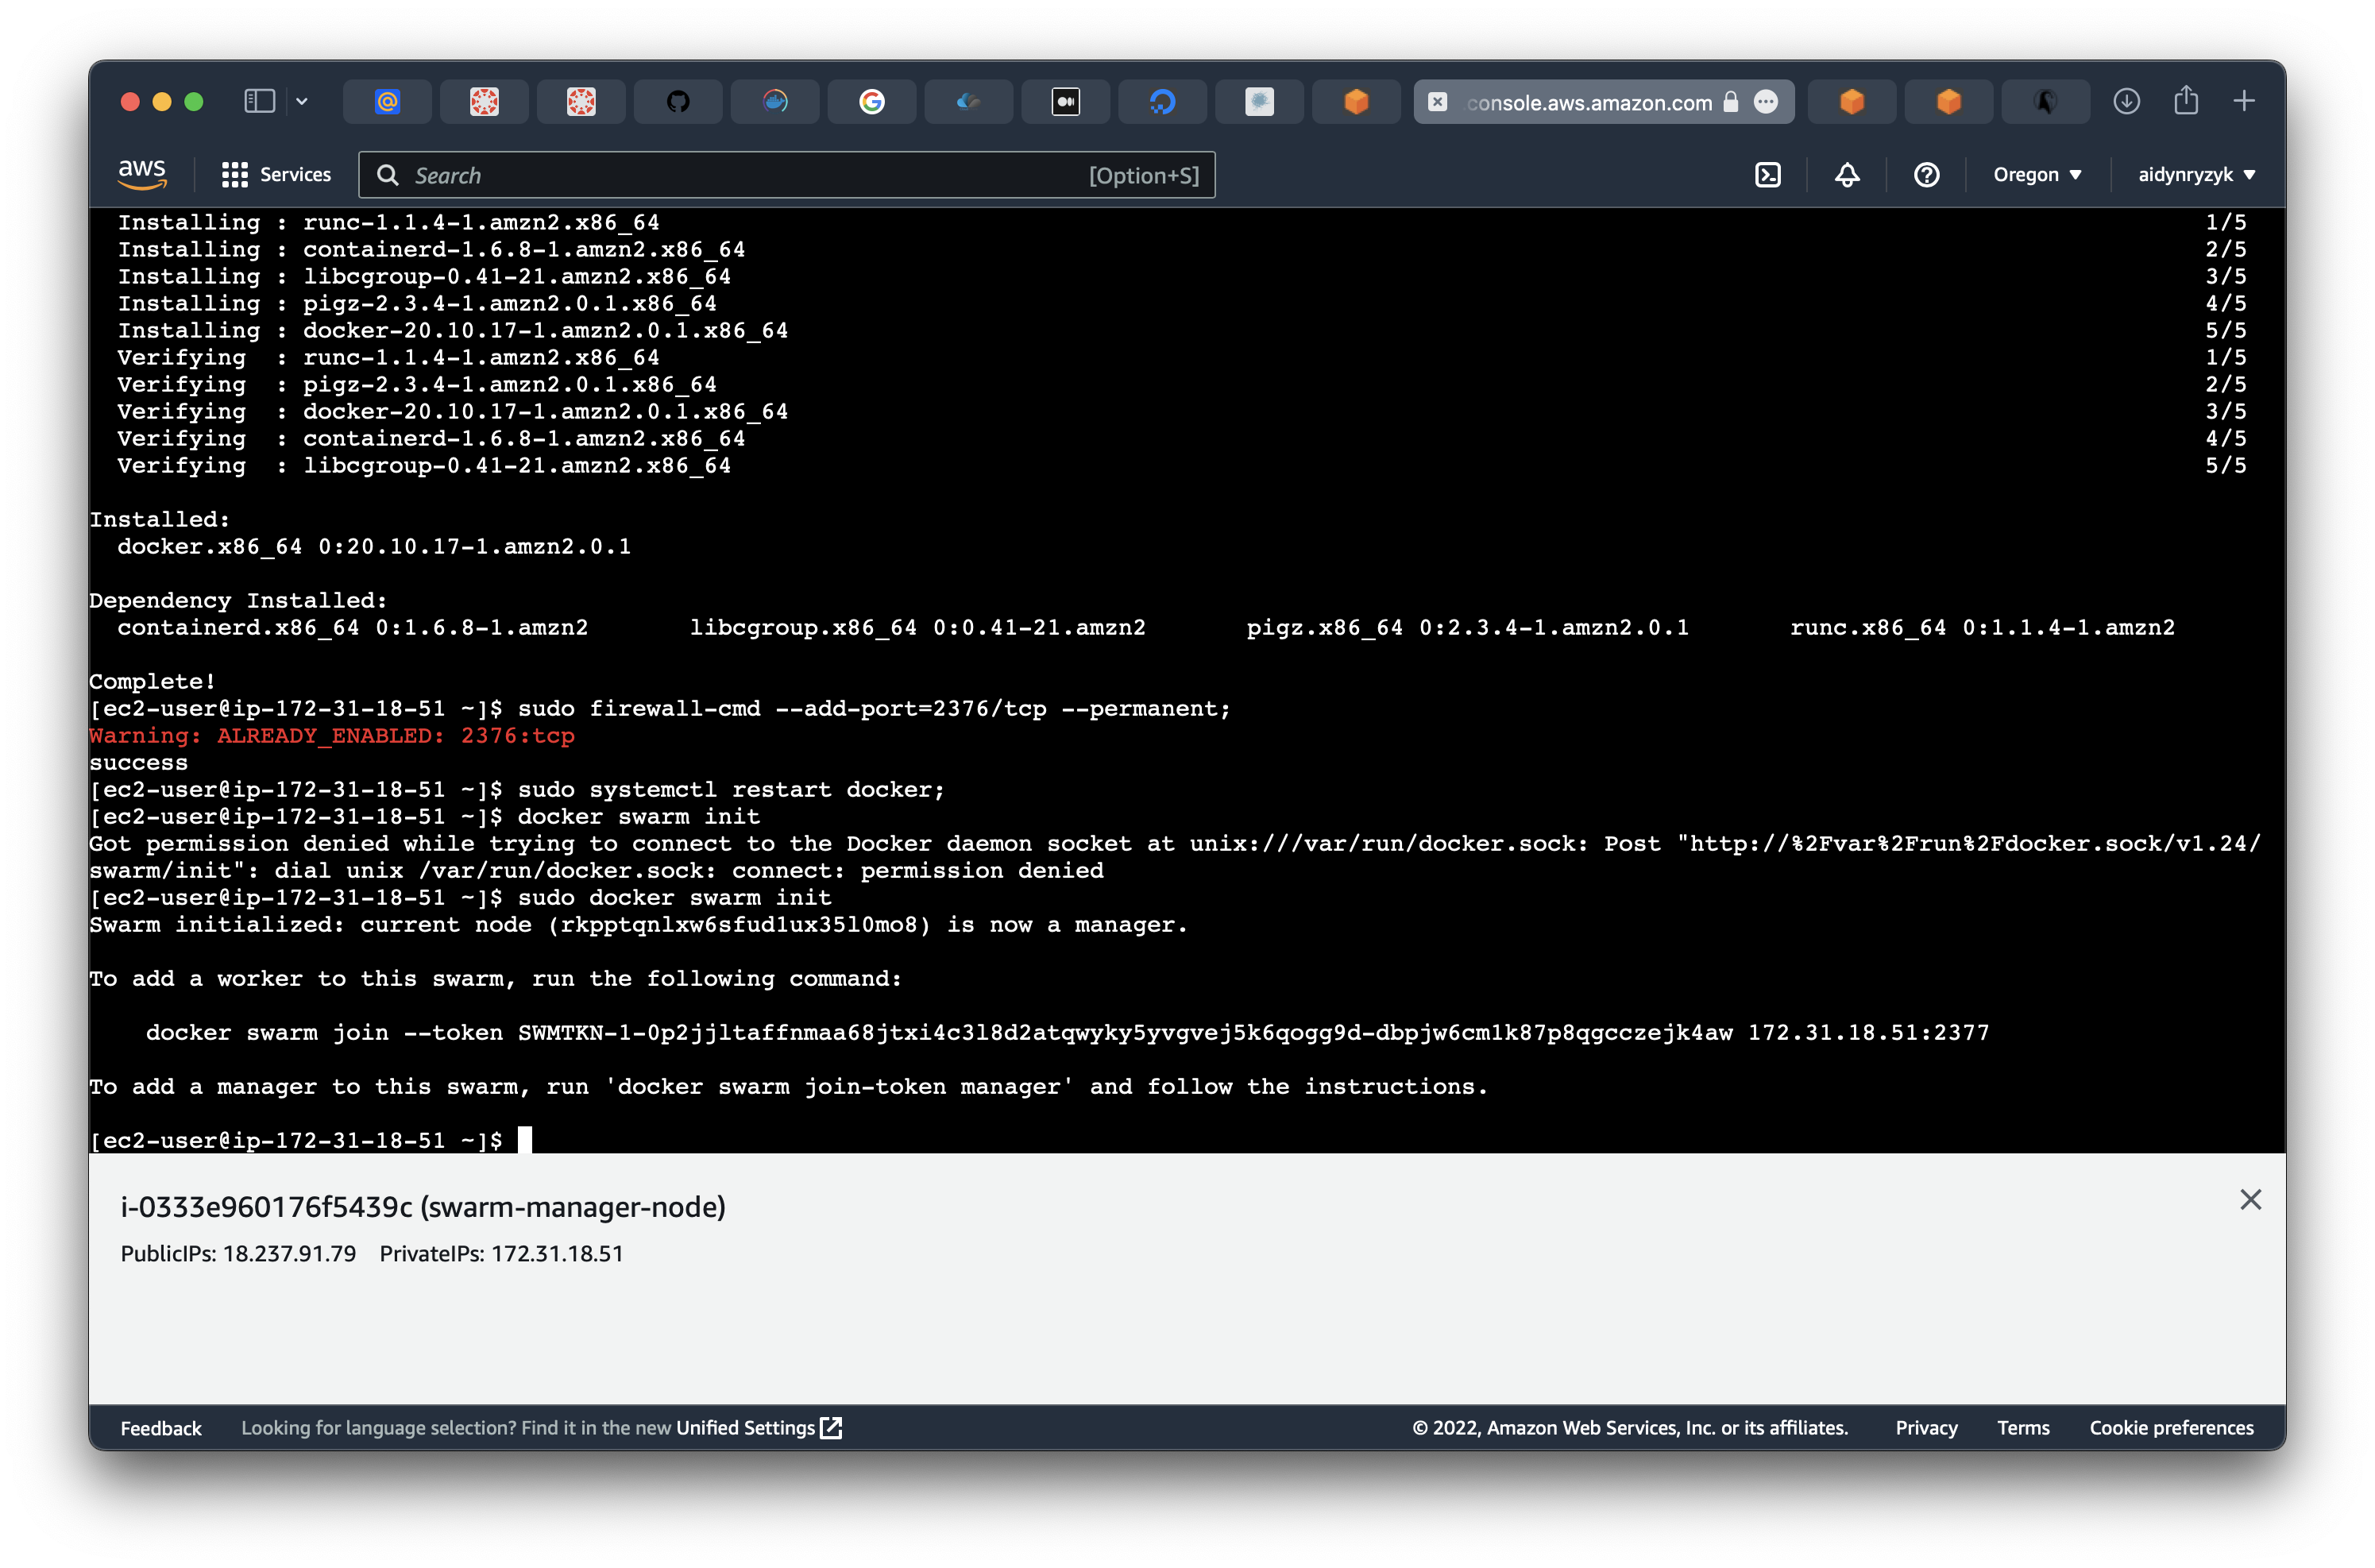 console.aws.amazon.com
aws Services Search [Option+S] Oregon aidynryzyk
Installing : runc-1.1.4-1.amzn2.x86_64 1/5
Installing : containerd-1.6.8-1.amzn2.x86_64 2/5
Installing : libcgroup-0.41-21.amzn2.x86_64 3/5
Installing : pigz-2.3.4-1.amzn2.0.1.x86_64 4/5
Installing : docker-20.10.17-1.amzn2.0.1.x86_64 5/5
Verifying : runc-1.1.4-1.amzn2.x86_64 1/5
Verifying : pigz-2.3.4-1.amzn2.0.1.x86_64 2/5
Verifying : docker-20.10.17-1.amzn2.0.1.x86_64 3/5
Verifying : containerd-1.6.8-1.amzn2.x86_64 4/5
Verifying : libcgroup-0.41-21.amzn2.x86_64 5/5
Installed:
docker.x86_64 0:20.10.17-1.amzn2.0.1
Dependency Installed:
containerd.x86_64 0:1.6.8-1.amzn2 libcgroup.x86_64 0:0.41-21.amzn2 pigz.x86_64 0:2.3.4-1.amzn2.0.1 runc.x86_64 0:1.1.4-1.amzn2
Complete!
[ec2-user@ip-172-31-18-51 ~]$ sudo firewall-cmd --add-port=2376/tcp --permanent;
Warning: ALREADY_ENABLED: 2376:tcp
success
[ec2-user@ip-172-31-18-51 ~]$ sudo systemctl restart docker;
[ec2-user@ip-172-31-18-51 ~]$ docker swarm init
Got permission denied while trying to connect to the Docker daemon socket at unix:///var/run/docker.sock: Post "http://%2Fvar%2Frun%2Fdocker.sock/v1.24/
swarm/init": dial unix /var/run/docker.sock: connect: permission denied
[ec2-user@ip-172-31-18-51 ~]$ sudo docker swarm init
Swarm initialized: current node (rkpptqnlxw6sfud1ux35l0mo8) is now a manager.
To add a worker to this swarm, run the following command:
docker swarm join --token SWMTKN-1-0p2jjltaffnmaa68jtxi4c3l8d2atqwyky5yvgvej5k6qogg9d-dbpjw6cm1k87p8qgcczejk4aw 172.31.18.51:2377
To add a manager to this swarm, run 'docker swarm join-token manager' and follow the instructions.
[ec2-user@ip-172-31-18-51 ~]$
i-0333e960176f5439c (swarm-manager-node)
PublicIPs: 18.237.91.79 PrivateIPs: 172.31.18.51
Feedback Looking for language selection? Find it in the new Unified Settings © 2022, Amazon Web Services, Inc. or its affiliates. Privacy Terms Cookie preferences